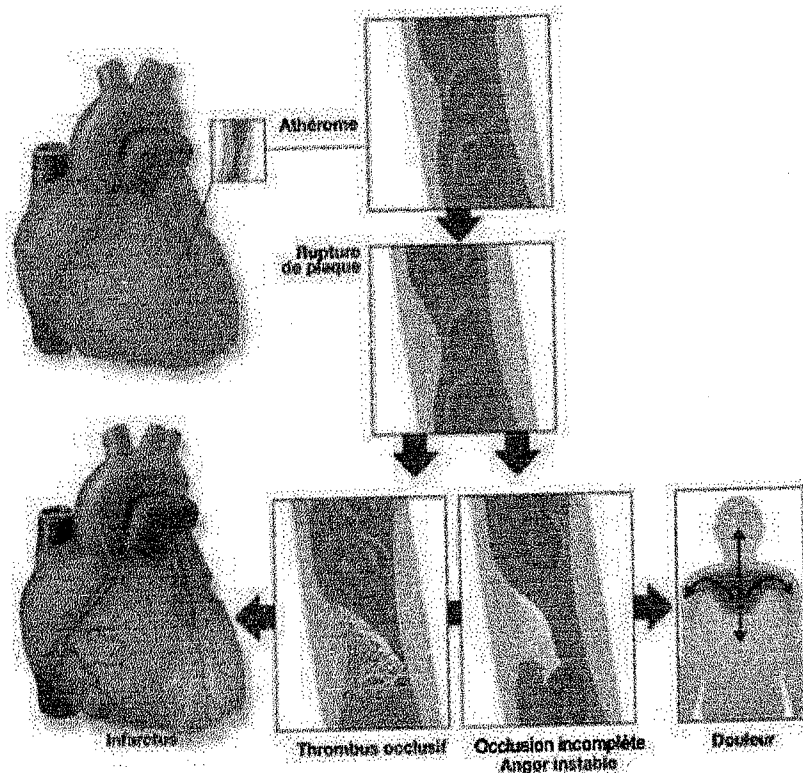 Athérome
Rupture
de plaque
Infarctus
Thrombus occlusif
Occlusion incomplète
Angor instable
Douleur